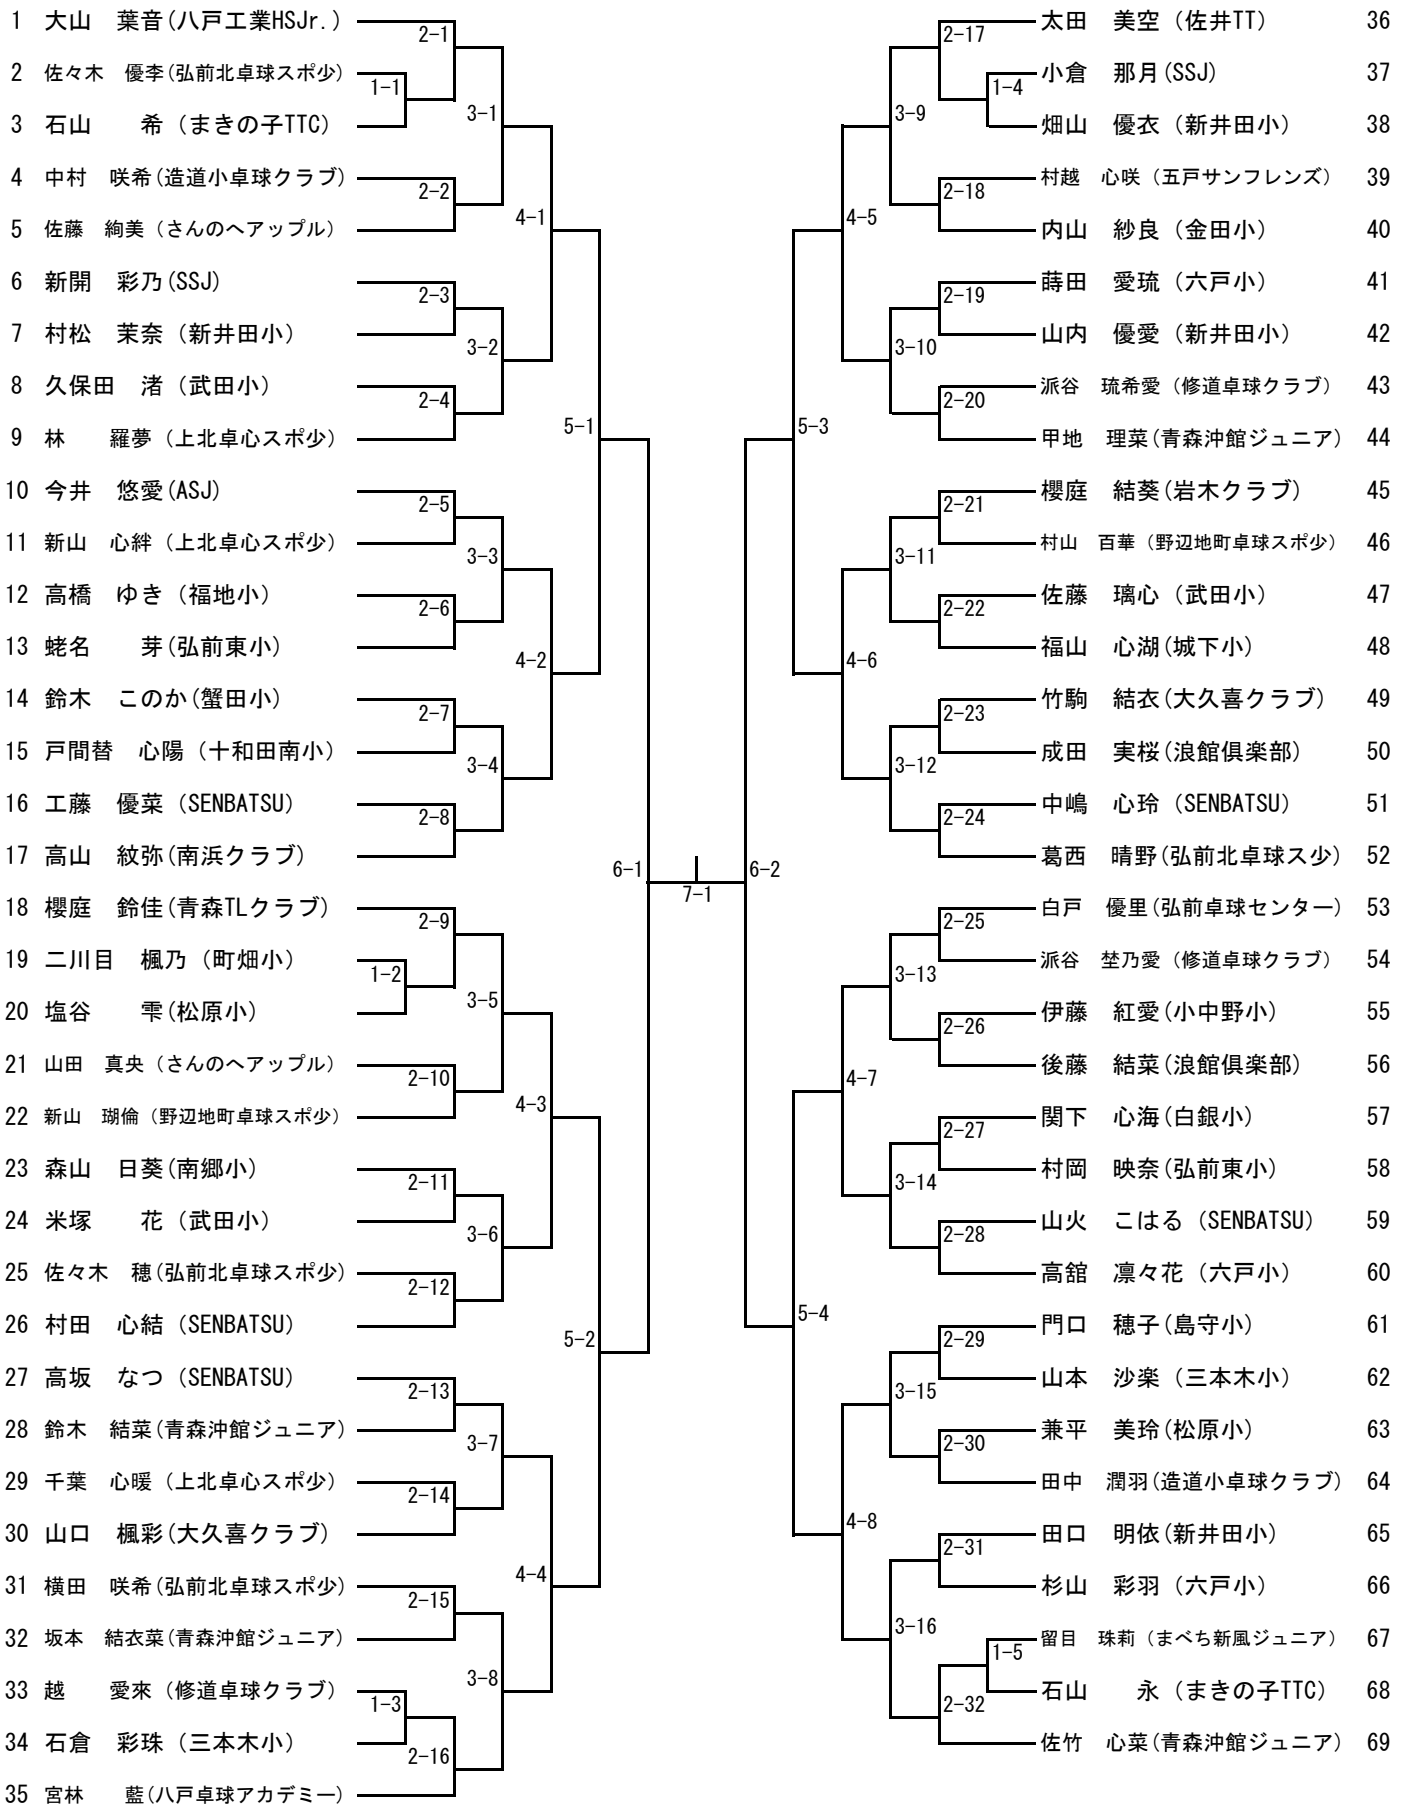 1 大山　葉音(八戸工業HSJr.)
2 佐々木　優李(弘前北卓球スポ少)
3 石山　　希（まきの子TTC）
4 中村　咲希(造道小卓球クラブ)
5 佐藤　絢美（さんのへアップル）
6 新開　彩乃(SSJ)
7 村松　茉奈（新井田小）
8 久保田　渚（武田小）
9 林　　羅夢（上北卓心スポ少）
10 今井　悠愛(ASJ)
11 新山　心絆（上北卓心スポ少）
12 高橋　ゆき（福地小）
13 蛯名　　芽(弘前東小)
14 鈴木　このか(蟹田小)
15 戸間替　心陽（十和田南小）
16 工藤　優菜（SENBATSU）
17 高山　紋弥(南浜クラブ)
18 櫻庭　鈴佳(青森TLクラブ)
19 二川目　楓乃（町畑小）
20 塩谷　　雫(松原小)
21 山田　真央（さんのへアップル）
22 新山　瑚倫（野辺地町卓球スポ少）
23 森山　日葵(南郷小)
24 米塚　　花（武田小）
25 佐々木　穂(弘前北卓球スポ少)
26 村田　心結（SENBATSU）
27 高坂　なつ（SENBATSU）
28 鈴木　結菜(青森沖館ジュニア)
29 千葉　心暖（上北卓心スポ少）
30 山口　楓彩(大久喜クラブ)
31 横田　咲希(弘前北卓球スポ少)
32 坂本　結衣菜(青森沖館ジュニア)
33 越　　愛來（修道卓球クラブ）
34 石倉　彩珠（三本木小）
35 宮林　　藍(八戸卓球アカデミー)
1-1
1-2
1-3
2-1
2-2
2-3
2-4
2-5
2-6
2-7
2-8
2-9
2-10
2-11
2-12
2-13
2-14
2-15
2-16
3-1
3-2
3-3
3-4
3-5
3-6
3-7
3-8
4-1
4-2
4-3
4-4
5-1
5-2
6-1
7-1
6-2
5-3
5-4
4-5
4-6
4-7
4-8
3-9
3-10
3-11
3-12
3-13
3-14
3-15
3-16
2-17
2-18
2-19
2-20
2-21
2-22
2-23
2-24
2-25
2-26
2-27
2-28
2-29
2-30
2-31
2-32
1-4
1-5
太田　美空（佐井TT） 36
小倉　那月(SSJ) 37
畑山　優衣（新井田小） 38
村越　心咲（五戸サンフレンズ） 39
内山　紗良（金田小） 40
蒔田　愛琉（六戸小） 41
山内　優愛（新井田小） 42
派谷　琉希愛（修道卓球クラブ） 43
甲地　理菜(青森沖館ジュニア) 44
櫻庭　結葵(岩木クラブ) 45
村山　百華（野辺地町卓球スポ少） 46
佐藤　璃心（武田小） 47
福山　心湖(城下小) 48
竹駒　結衣(大久喜クラブ) 49
成田　実桜(浪館倶楽部) 50
中嶋　心玲（SENBATSU） 51
葛西　晴野(弘前北卓球ス少) 52
白戸　優里(弘前卓球センター) 53
派谷　埜乃愛（修道卓球クラブ） 54
伊藤　紅愛(小中野小) 55
後藤　結菜(浪館倶楽部) 56
関下　心海(白銀小) 57
村岡　映奈(弘前東小) 58
山火　こはる（SENBATSU） 59
高舘　凛々花（六戸小） 60
門口　穂子(島守小) 61
山本　沙楽（三本木小） 62
兼平　美玲(松原小) 63
田中　潤羽(造道小卓球クラブ) 64
田口　明依(新井田小) 65
杉山　彩羽（六戸小） 66
留目　珠莉（まべち新風ジュニア） 67
石山　　永（まきの子TTC） 68
佐竹　心菜(青森沖館ジュニア) 69